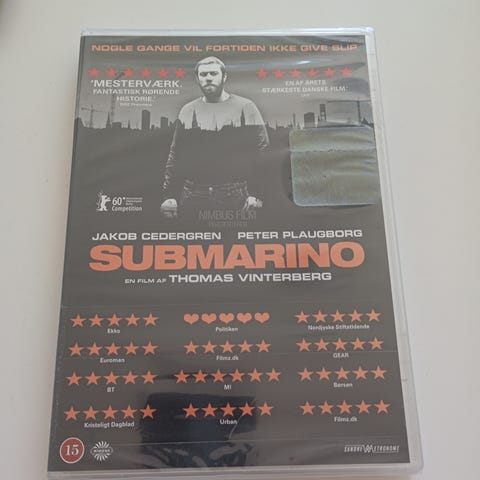 NOGLE GANGE VIL FORTIDEN IKKE GIVE SLIP
'MESTERVÆRK.
FANTASTISK RØRENDE
HISTORIE.'
EN AF ÅRETS
STÆRKESTE DANSKE FILM'
60
Competition
NIMBUS FILM
PRÆSENTERER
JAKOB CEDERGREN PETER PLAUGBORG
SUBMARINO
EN FILM AF THOMAS VINTERBERG
Ekko
Politiken
Nordjyske Stiftstidende
Euroman
Filmz.dk
GEAR
BT
M!
Børsen
Kristeligt Dagblad
Urban
Filmz.dk
15
SANDREW METRONOME